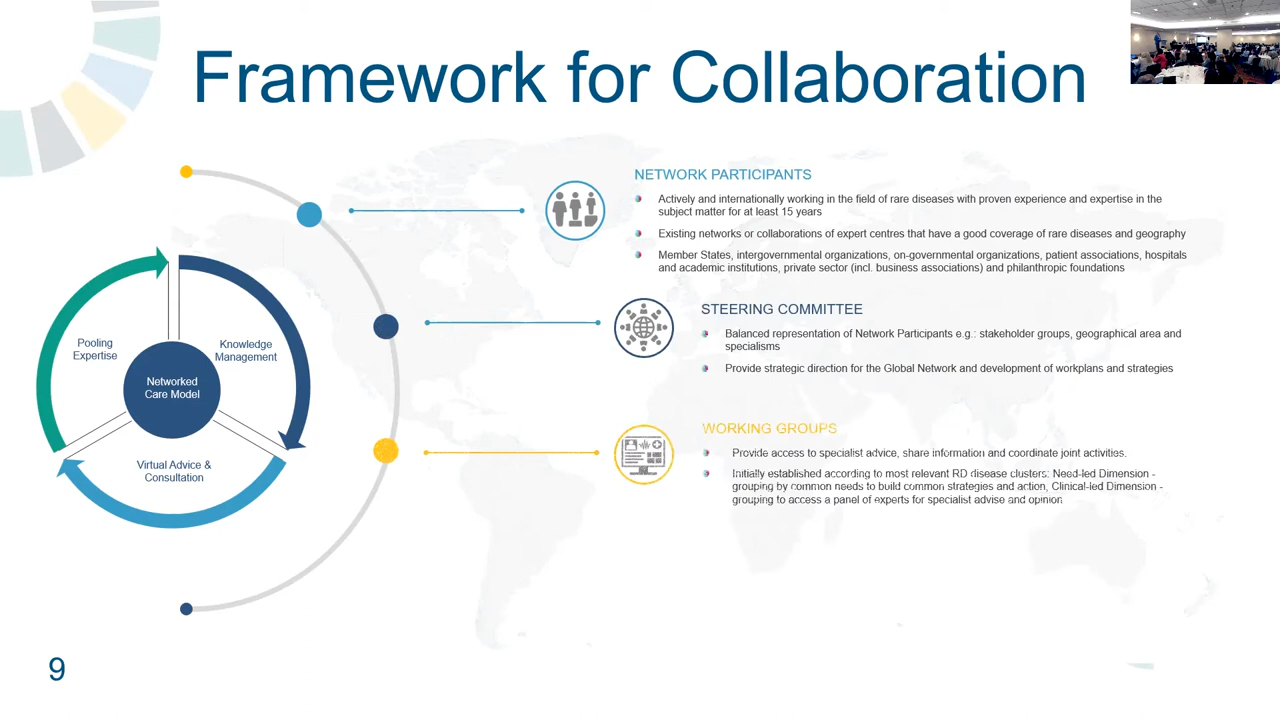 Framework for Collaboration
NETWORK PARTICIPANTS
Actively and internationally working in the field of rare diseases with proven experience and expertise in the
subject matter for at least 15 years
Existing networks or collaborations of expert centres that have a good coverage of rare diseases and geography
Member States, intergovernmental organizations, on-governmental organizations, patient associations, hospitals
and academic institutions, private sector (incl. business associations) and philanthropic foundations
STEERING COMMITTEE
Balanced representation of Network Participants e.g.: stakeholder groups, geographical area and
specialisms
Provide strategic direction for the Global Network and development of workplans and strategies
WORKING GROUPS
Provide access to specialist advice, share information and coordinate joint activities.
Initially established according to most relevant RD disease clusters: Need-led Dimension -
grouping by common needs to build common strategies and action, Clinical-led Dimension -
grouping to access a panel of experts for specialist advise and opinion
Pooling
Expertise
Knowledge
Management
Networked
Care Model
Virtual Advice &
Consultation
9